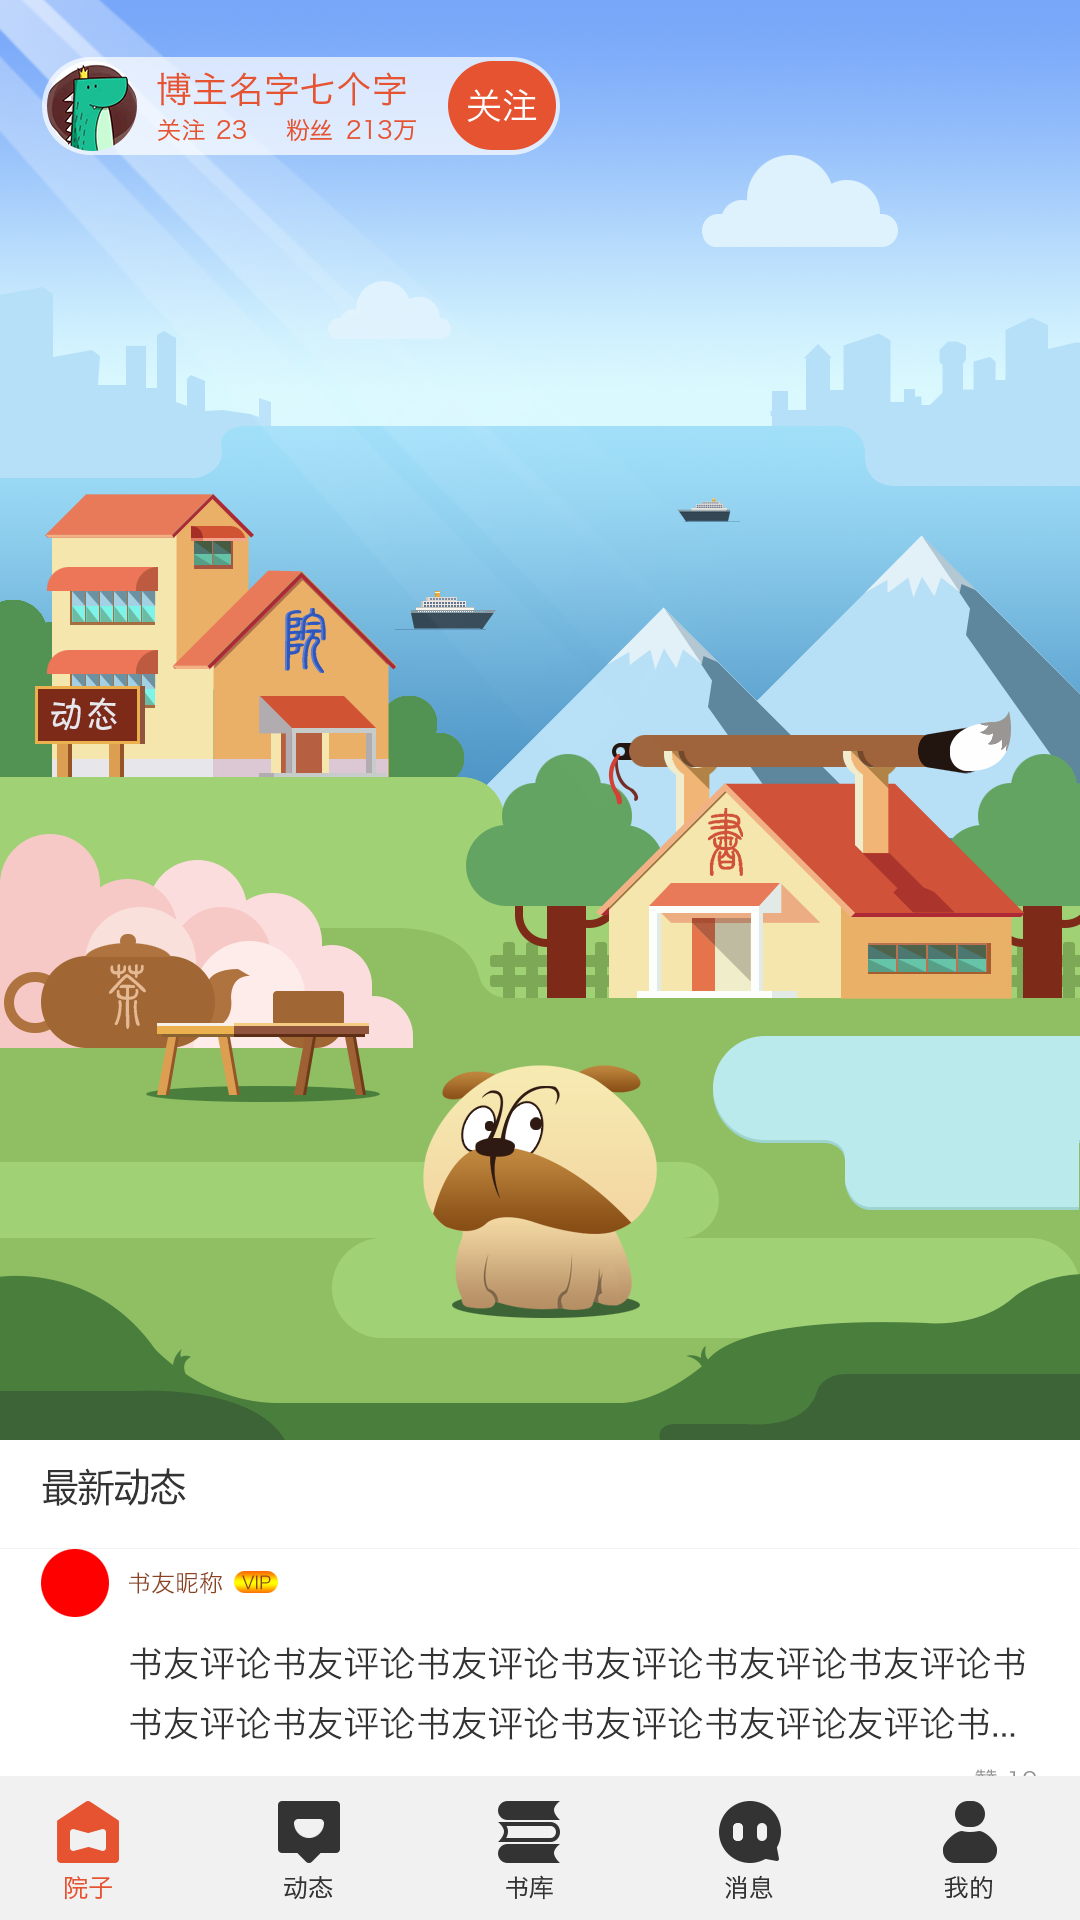 博主名字七个字
关注 23 粉丝 213万
关注
院
动态
書
茶
最新动态
书友昵称 VIP
书友评论书友评论书友评论书友评论书友评论书友评论书
书友评论书友评论书友评论书友评论书友评论友评论书...
院子 动态 书库 消息 我的